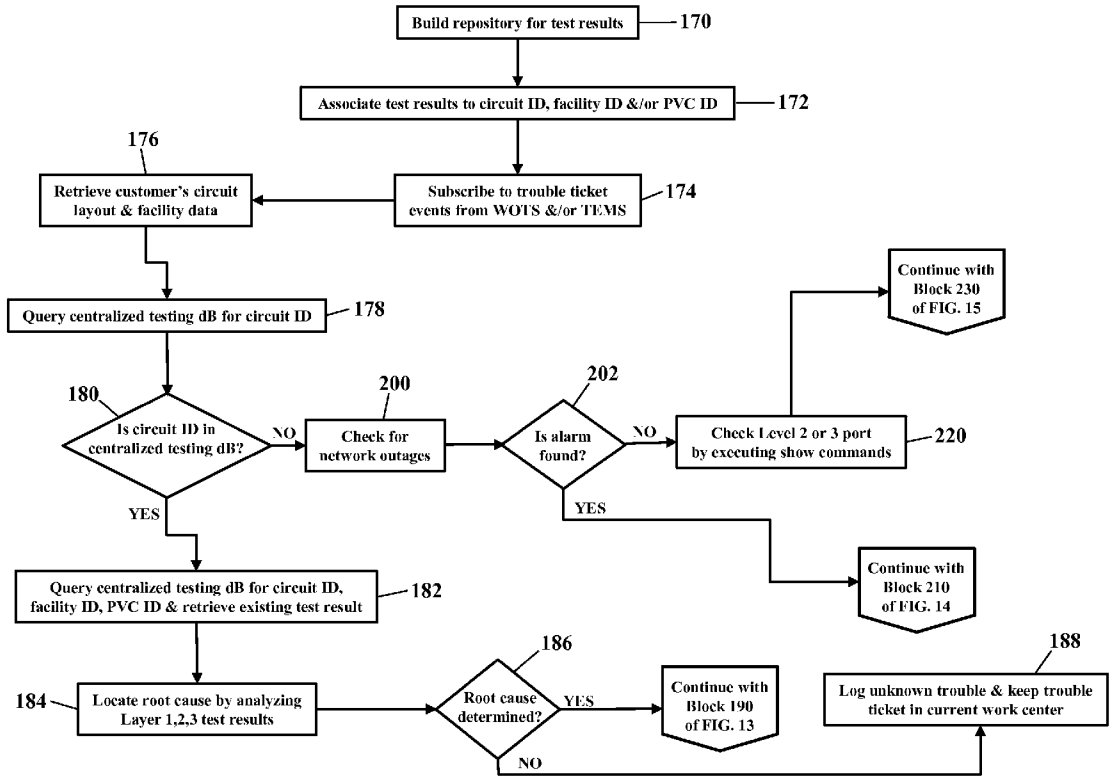 Build repository for test results
170
Associate test results to circuit ID, facility ID &/or PVC ID
172
176
Retrieve customer's circuit
layout & facility data
Subscribe to trouble ticket
events from WOTS &/or TEMS
174
Continue with
Block 230
of FIG. 15
Query centralized testing dB for circuit ID
178
180
Is circuit ID in
centralized testing dB?
NO
200
Check for
network outages
202
Is alarm
found?
NO
Check Level 2 or 3 port
by executing show commands
220
YES
YES
Continue with
Block 210
of FIG. 14
Query centralized testing dB for circuit ID,
facility ID, PVC ID & retrieve existing test result
182
184
Locate root cause by analyzing
Layer 1,2,3 test results
186
Root cause
determined?
YES
Continue with
Block 190
of FIG. 13
188
Log unknown trouble & keep trouble
ticket in current work center
NO